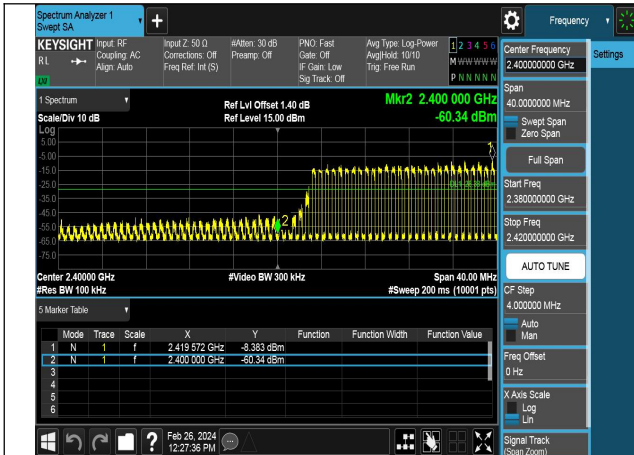 Spectrum Analyzer 1
Swept SA
Frequency
KEYSIGHT
RL
Input: RF
Coupling: AC
Align: Auto
Input Z: 50 Ω
Corrections: Off
Freq Ref: Int (S)
#Atten: 30 dB
Preamp: Off
PNO: Fast
Gate: Off
IF Gain: Low
Sig Track: Off
Avg Type: Log-Power
Avg|Hold: 10/10
Trig: Free Run
1 2 3 4 5 6
M W W W W W
P N N N N N
1 Spectrum
Scale/Div 10 dB
Ref Lvl Offset 1.40 dB
Ref Level 15.00 dBm
Mkr2 2.400 000 GHz
-60.34 dBm
Log
5.00
-5.00
-15.0
-25.0
-35.0
-45.0
-55.0
-65.0
-75.0
1
2
Center 2.40000 GHz
#Res BW 100 kHz
#Video BW 300 kHz
Span 40.00 MHz
#Sweep 200 ms (10001 pts)
5 Marker Table
Mode Trace Scale X Y Function Function Width Function Value
1 N 1 f 2.419 572 GHz -8.383 dBm
2 N 1 f 2.400 000 GHz -60.34 dBm
3
4
5
6
Feb 26, 2024
12:27:36 PM
Center Frequency
2.400000000 GHz
Settings
Span
40.0000000 MHz
Swept Span
Zero Span
Full Span
Start Freq
2.380000000 GHz
Stop Freq
2.420000000 GHz
AUTO TUNE
CF Step
4.000000 MHz
Auto
Man
Freq Offset
0 Hz
X Axis Scale
Log
Lin
Signal Track
(Span Zoom)